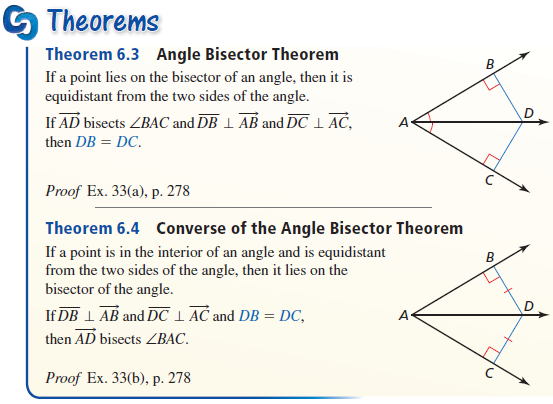 Theorems
Theorem 6.3 Angle Bisector Theorem
If a point lies on the bisector of an angle, then it is
equidistant from the two sides of the angle.
If AD bisects ∠BAC and DB ⊥ AB and DC ⊥ AC,
then DB = DC.
Proof Ex. 33(a), p. 278
B
A
D
C
Theorem 6.4 Converse of the Angle Bisector Theorem
If a point is in the interior of an angle and is equidistant
from the two sides of the angle, then it lies on the
bisector of the angle.
If DB ⊥ AB and DC ⊥ AC and DB = DC,
then AD bisects ∠BAC.
Proof Ex. 33(b), p. 278
B
A
D
C